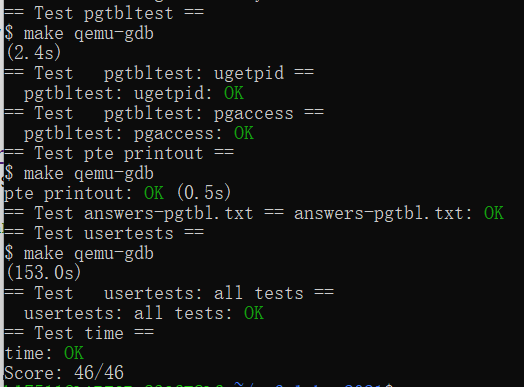 == Test pgtbltest ==
$ make qemu-gdb
(2.4s)
== Test   pgtbltest: ugetpid ==
  pgtbltest: ugetpid: OK
== Test   pgtbltest: pgaccess ==
  pgtbltest: pgaccess: OK
== Test pte printout ==
$ make qemu-gdb
pte printout: OK (0.5s)
== Test answers-pgtbl.txt == answers-pgtbl.txt: OK
== Test usertests ==
$ make qemu-gdb
(153.0s)
== Test   usertests: all tests ==
  usertests: all tests: OK
== Test time ==
time: OK
Score: 46/46